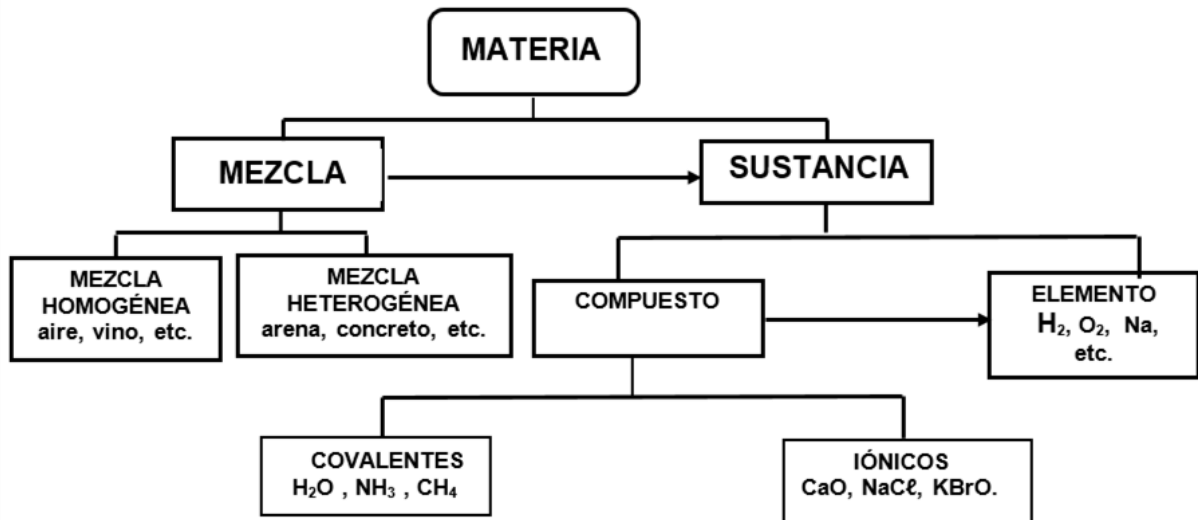 MATERIA
MEZCLA
SUSTANCIA
MEZCLA
HOMOGÉNEA
aire, vino, etc.
MEZCLA
HETEROGÉNEA
arena, concreto, etc.
COMPUESTO
ELEMENTO
H₂, O₂, Na,
etc.
COVALENTES
H₂O , NH₃ , CH₄
IÓNICOS
CaO, NaCℓ, KBrO.